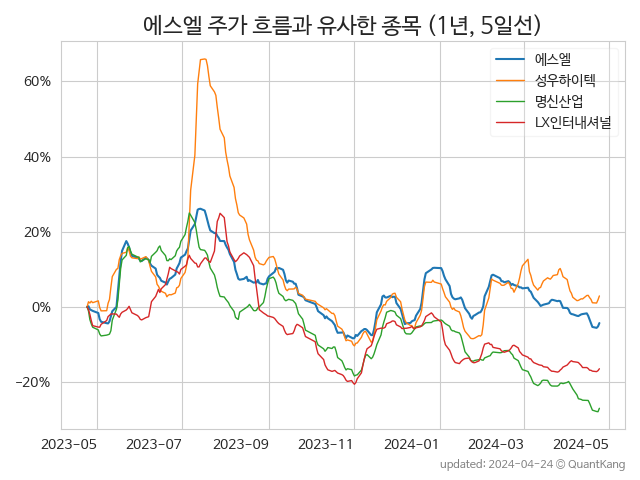 에스엘 주가 흐름과 유사한 종목 (1년, 5일선)
에스엘
성우하이텍
명신산업
LX인터내셔널
60%
40%
20%
0%
−20%
2023-05 2023-07 2023-09 2023-11 2024-01 2024-03 2024-05
updated: 2024-04-24 © QuantKang